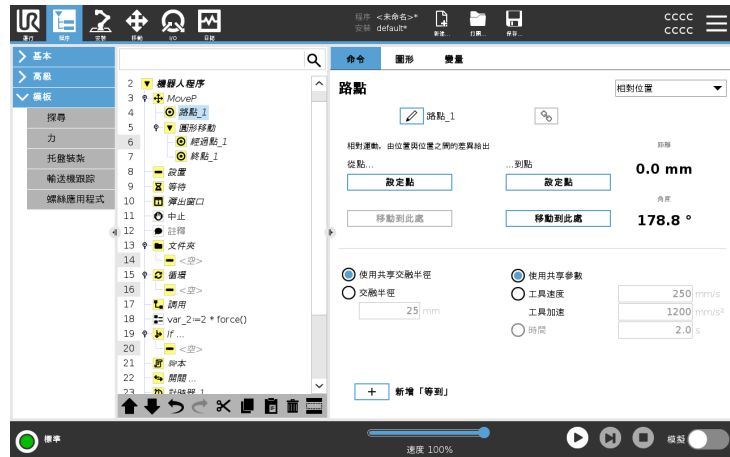 UR
運行
程序
安裝
移動
I/O
日誌
程序 <未命名>*
安裝 default*
新建...
打開...
保存...
cccc
cccc
基本
高級
模板
探尋
力
托盤裝紮
輸送機跟踪
螺絲應用程式
2 機器人程序
3 MoveP
4 路點_1
5 圓形移動
6 經過點_1
7 終點_1
8 設置
9 等待
10 彈出窗口
11 中止
12 註釋
13 文件夾
14 <空>
15 循環
16 <空>
17 調用
18 var_2≔2 * force()
19 If ...
20 <空>
21 腳本
22 開關 ...
23 計時器_1
命令 圖形 變量
路點
相對位置
路點_1
相對運動，由位置與位置之間的差異給出
從點...
...到點
設定點
設定點
移動到此處
移動到此處
距離
0.0 mm
角度
178.8 °
使用共享交融半徑
交融半徑
25 mm
使用共享參數
工具速度 250 mm/s
工具加速 1200 mm/s²
時間 2.0 s
+ 新增「等到」
標準
速度 100%
模擬